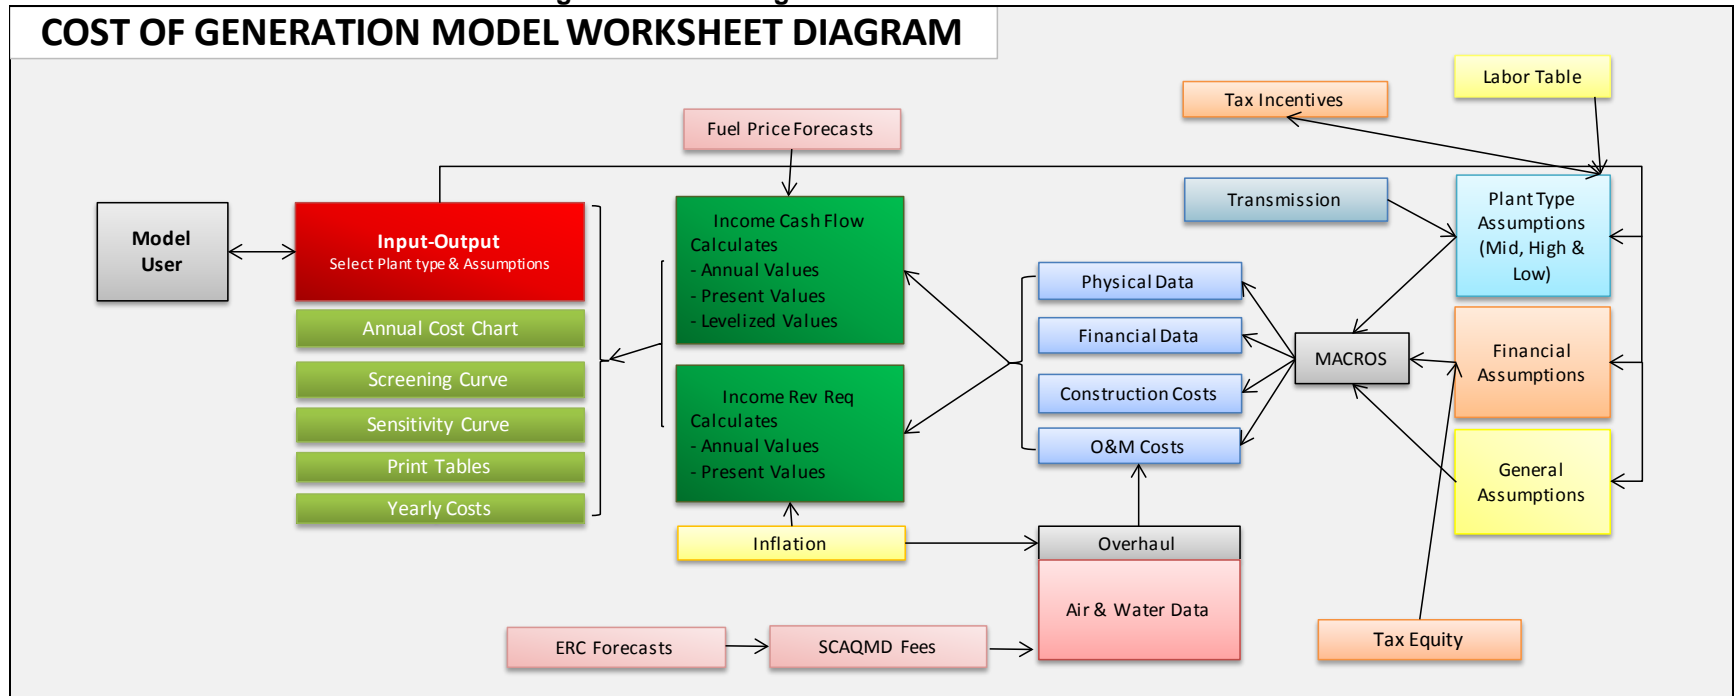 COST OF GENERATION MODEL WORKSHEET DIAGRAM
Labor Table
Tax Incentives
Fuel Price Forecasts
Transmission
Plant Type
Assumptions
(Mid, High &
Low)
Model
User
Input-Output
Select Plant type & Assumptions
Annual Cost Chart
Screening Curve
Sensitivity Curve
Print Tables
Yearly Costs
Income Cash Flow
Calculates
- Annual Values
- Present Values
- Levelized Values
Income Rev Req
Calculates
- Annual Values
- Present Values
Inflation
Physical Data
Financial Data
Construction Costs
O&M Costs
MACROS
Financial
Assumptions
General
Assumptions
Overhaul
Air & Water Data
ERC Forecasts
SCAQMD Fees
Tax Equity